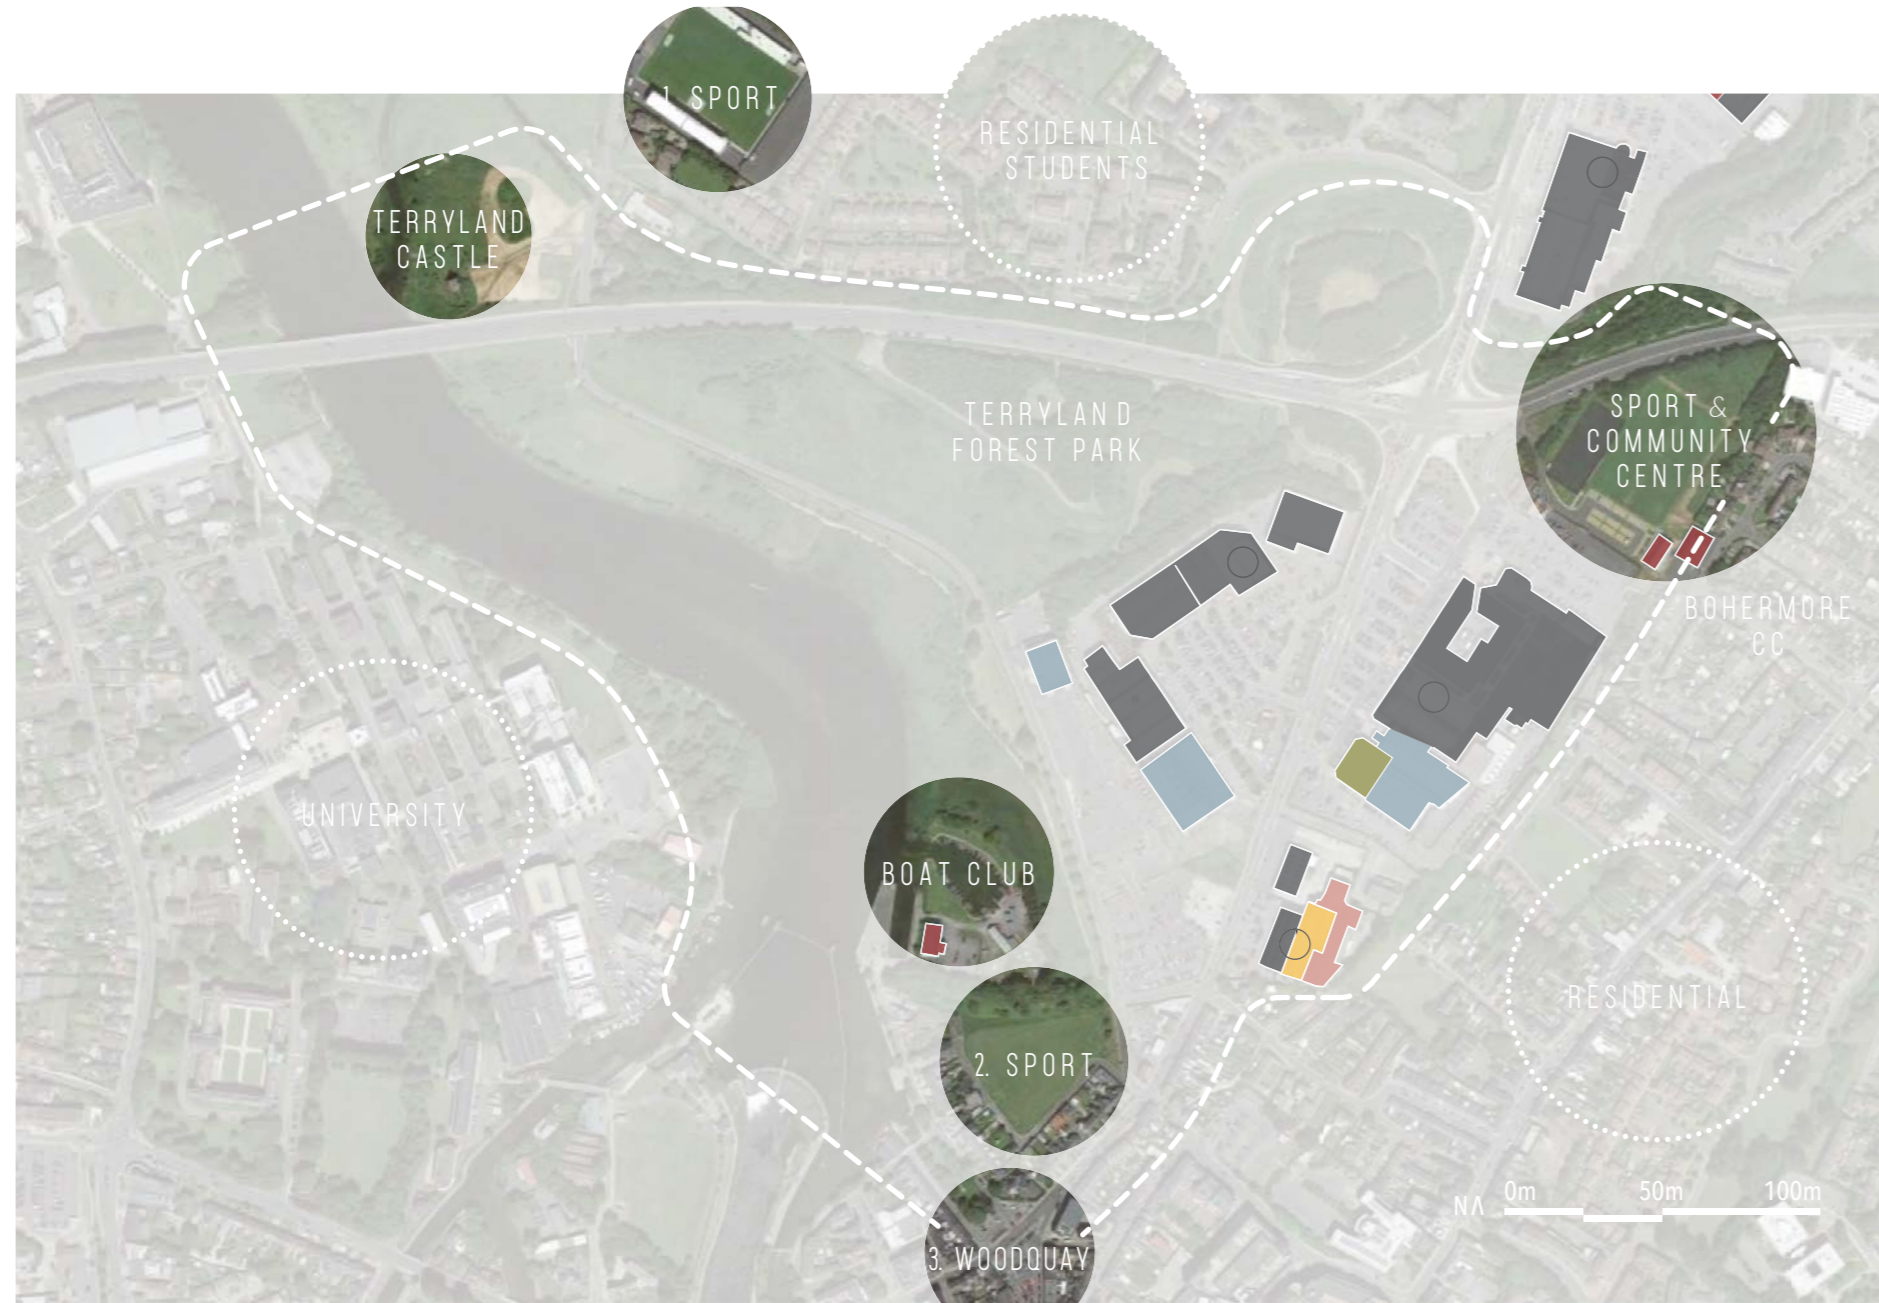 1. SPORT
RESIDENTIAL
STUDENTS
TERRYLAND
CASTLE
TERRYLAND
FOREST PARK
SPORT &
COMMUNITY
CENTRE
BOHERMORE
CC
UNIVERSITY
BOAT CLUB
RESIDENTIAL
2. SPORT
0m 50m 100m
3. WOODQUAY